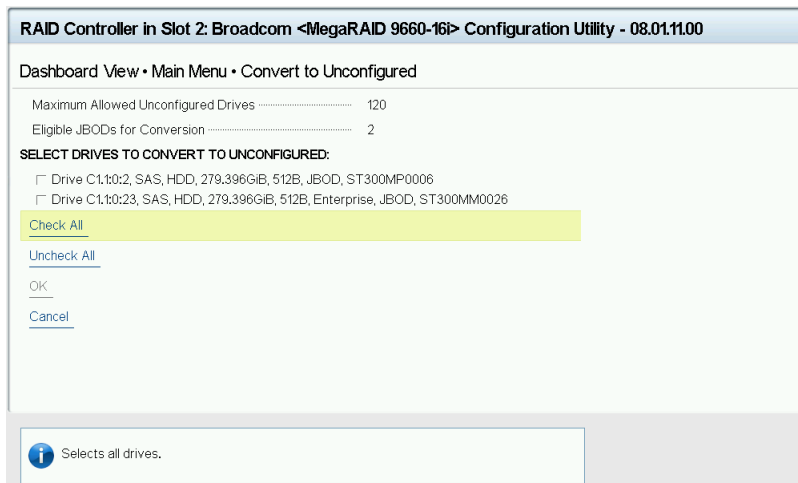 RAID Controller in Slot 2: Broadcom <MegaRAID 9660-16i> Configuration Utility - 08.01.11.00
Dashboard View • Main Menu • Convert to Unconfigured
Maximum Allowed Unconfigured Drives 120
Eligible JBODs for Conversion 2
SELECT DRIVES TO CONVERT TO UNCONFIGURED:
Drive C1.1:0:2, SAS, HDD, 279.396GiB, 512B, JBOD, ST300MP0006
Drive C1.1:0:23, SAS, HDD, 279.396GiB, 512B, Enterprise, JBOD, ST300MM0026
Check All
Uncheck All
OK
Cancel
Selects all drives.